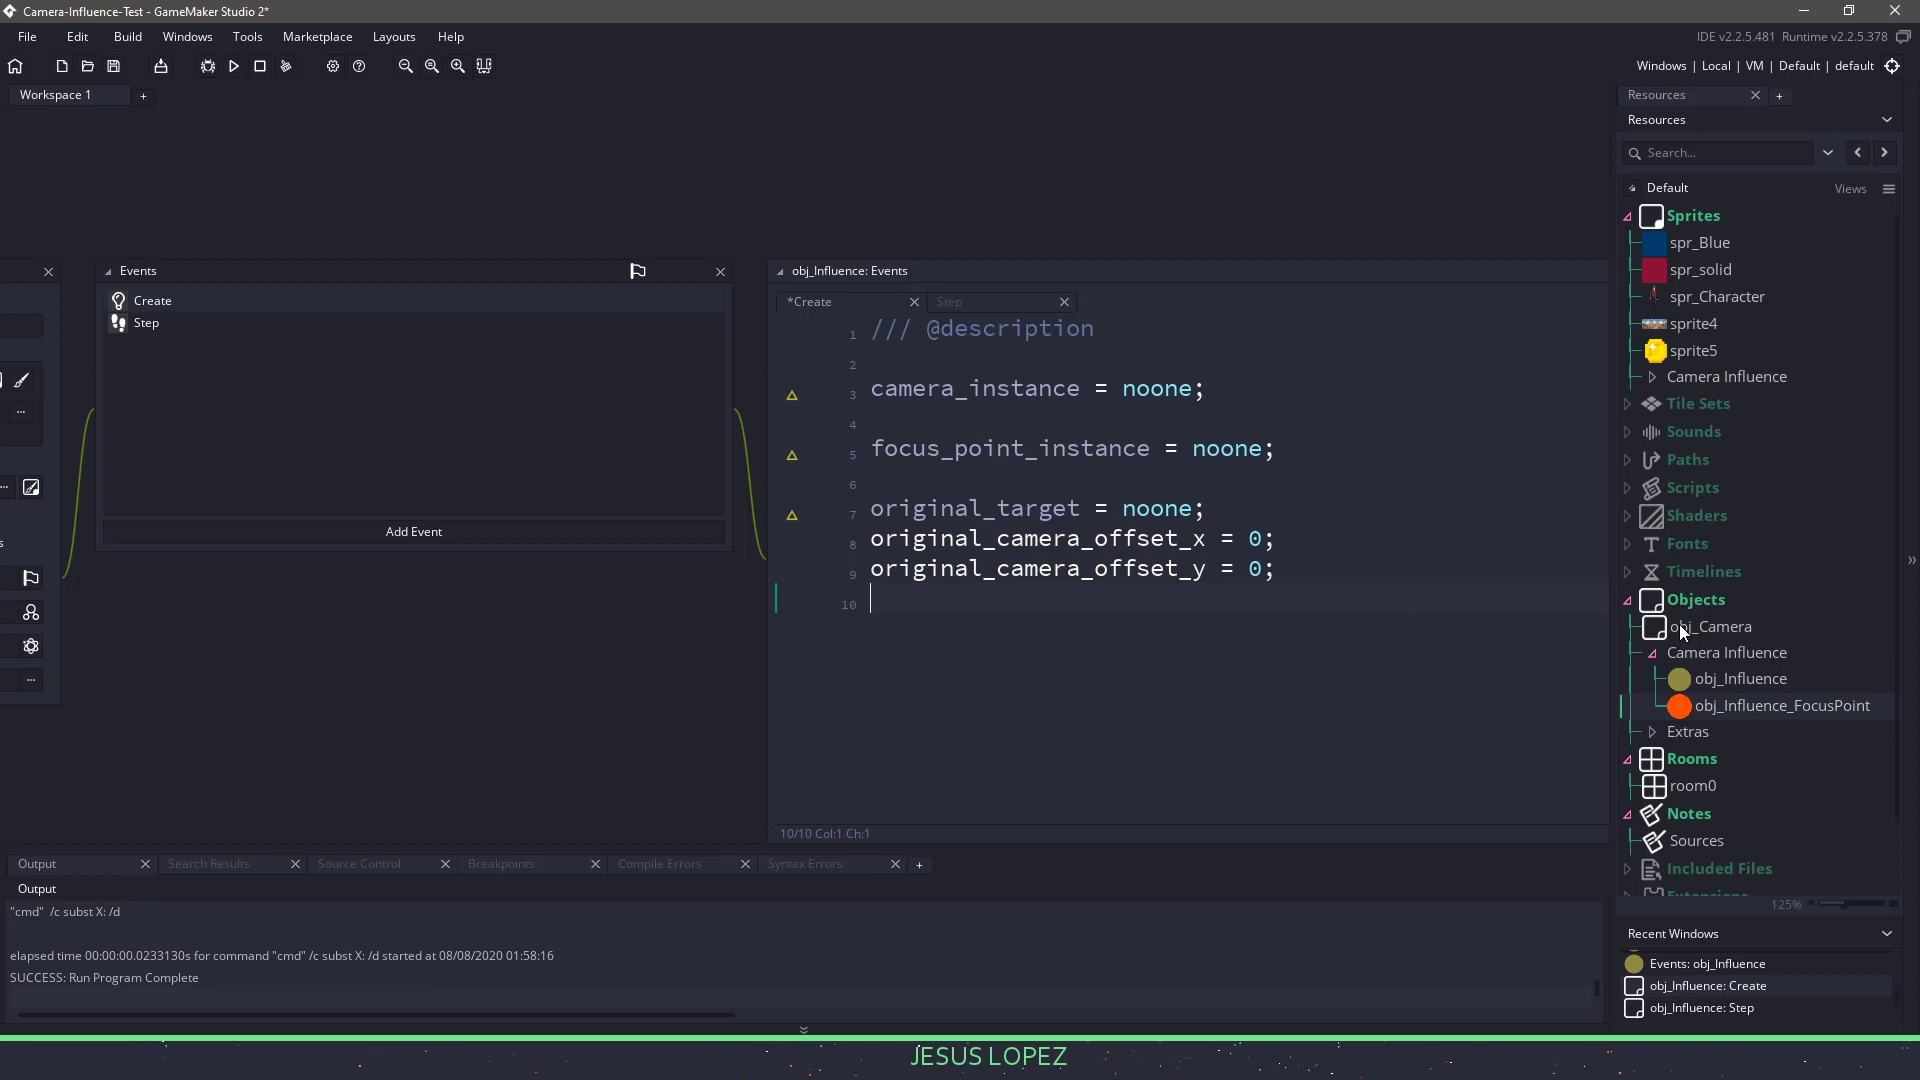 Camera-Influence-Test - GameMaker Studio 2*
File Edit Build Windows Tools Marketplace Layouts Help
IDE v2.2.5.481 Runtime v2.2.5.378
Windows | Local | VM | Default | default
Workspace 1
Resources
Resources
Search...
Default Views
Sprites
spr_Blue
spr_solid
spr_Character
sprite4
sprite5
Camera Influence
Tile Sets
Sounds
Paths
Scripts
Shaders
Fonts
Timelines
Objects
obj_Camera
Camera Influence
obj_Influence
obj_Influence_FocusPoint
Extras
Rooms
room0
Notes
Sources
Included Files
Extensions
125%
Recent Windows
Events: obj_Influence
obj_Influence: Create
obj_Influence: Step
Events
Create
Step
Add Event
obj_Influence: Events
*Create Step
1 /// @description
2
3 camera_instance = noone;
4
5 focus_point_instance = noone;
6
7 original_target = noone;
8 original_camera_offset_x = 0;
9 original_camera_offset_y = 0;
10
10/10 Col:1 Ch:1
Output Search Results Source Control Breakpoints Compile Errors Syntax Errors
Output
"cmd" /c subst X: /d
elapsed time 00:00:00.0233130s for command "cmd" /c subst X: /d started at 08/08/2020 01:58:16
SUCCESS: Run Program Complete
JESUS LOPEZ